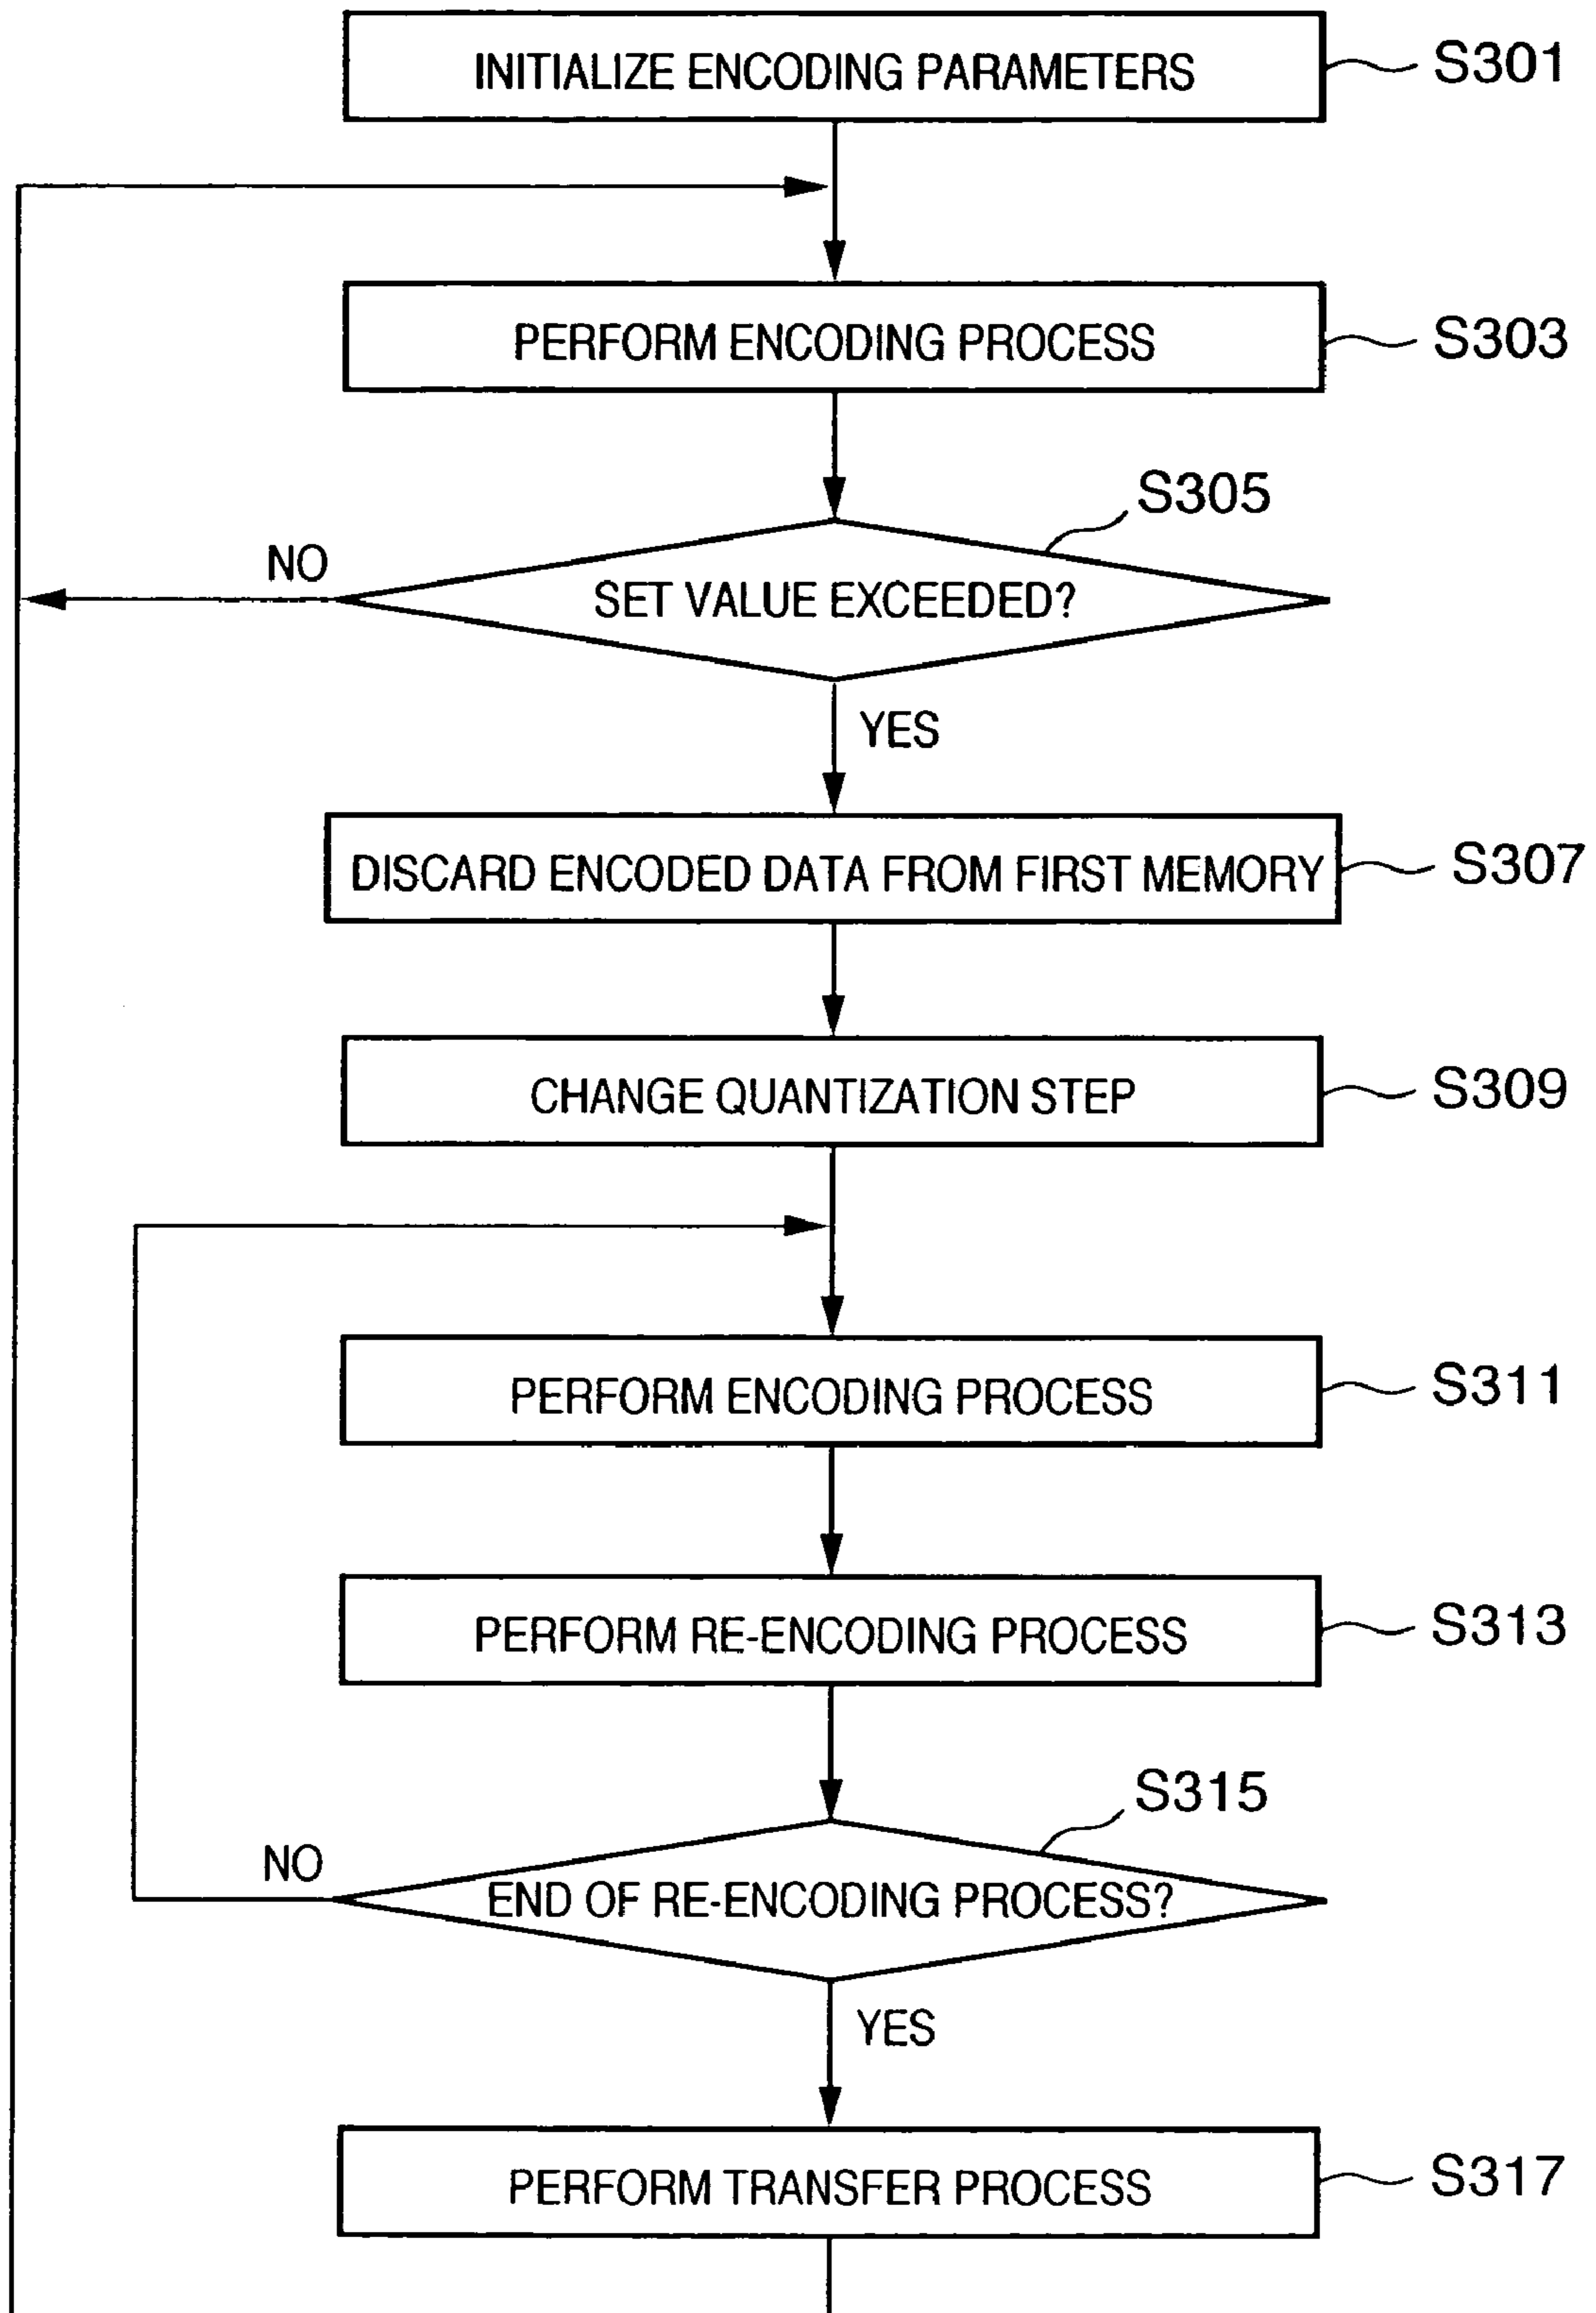 INITIALIZE ENCODING PARAMETERS S301
PERFORM ENCODING PROCESS S303
S305
NO
SET VALUE EXCEEDED?
YES
DISCARD ENCODED DATA FROM FIRST MEMORY S307
CHANGE QUANTIZATION STEP S309
PERFORM ENCODING PROCESS S311
PERFORM RE-ENCODING PROCESS S313
S315
NO
END OF RE-ENCODING PROCESS?
YES
PERFORM TRANSFER PROCESS S317